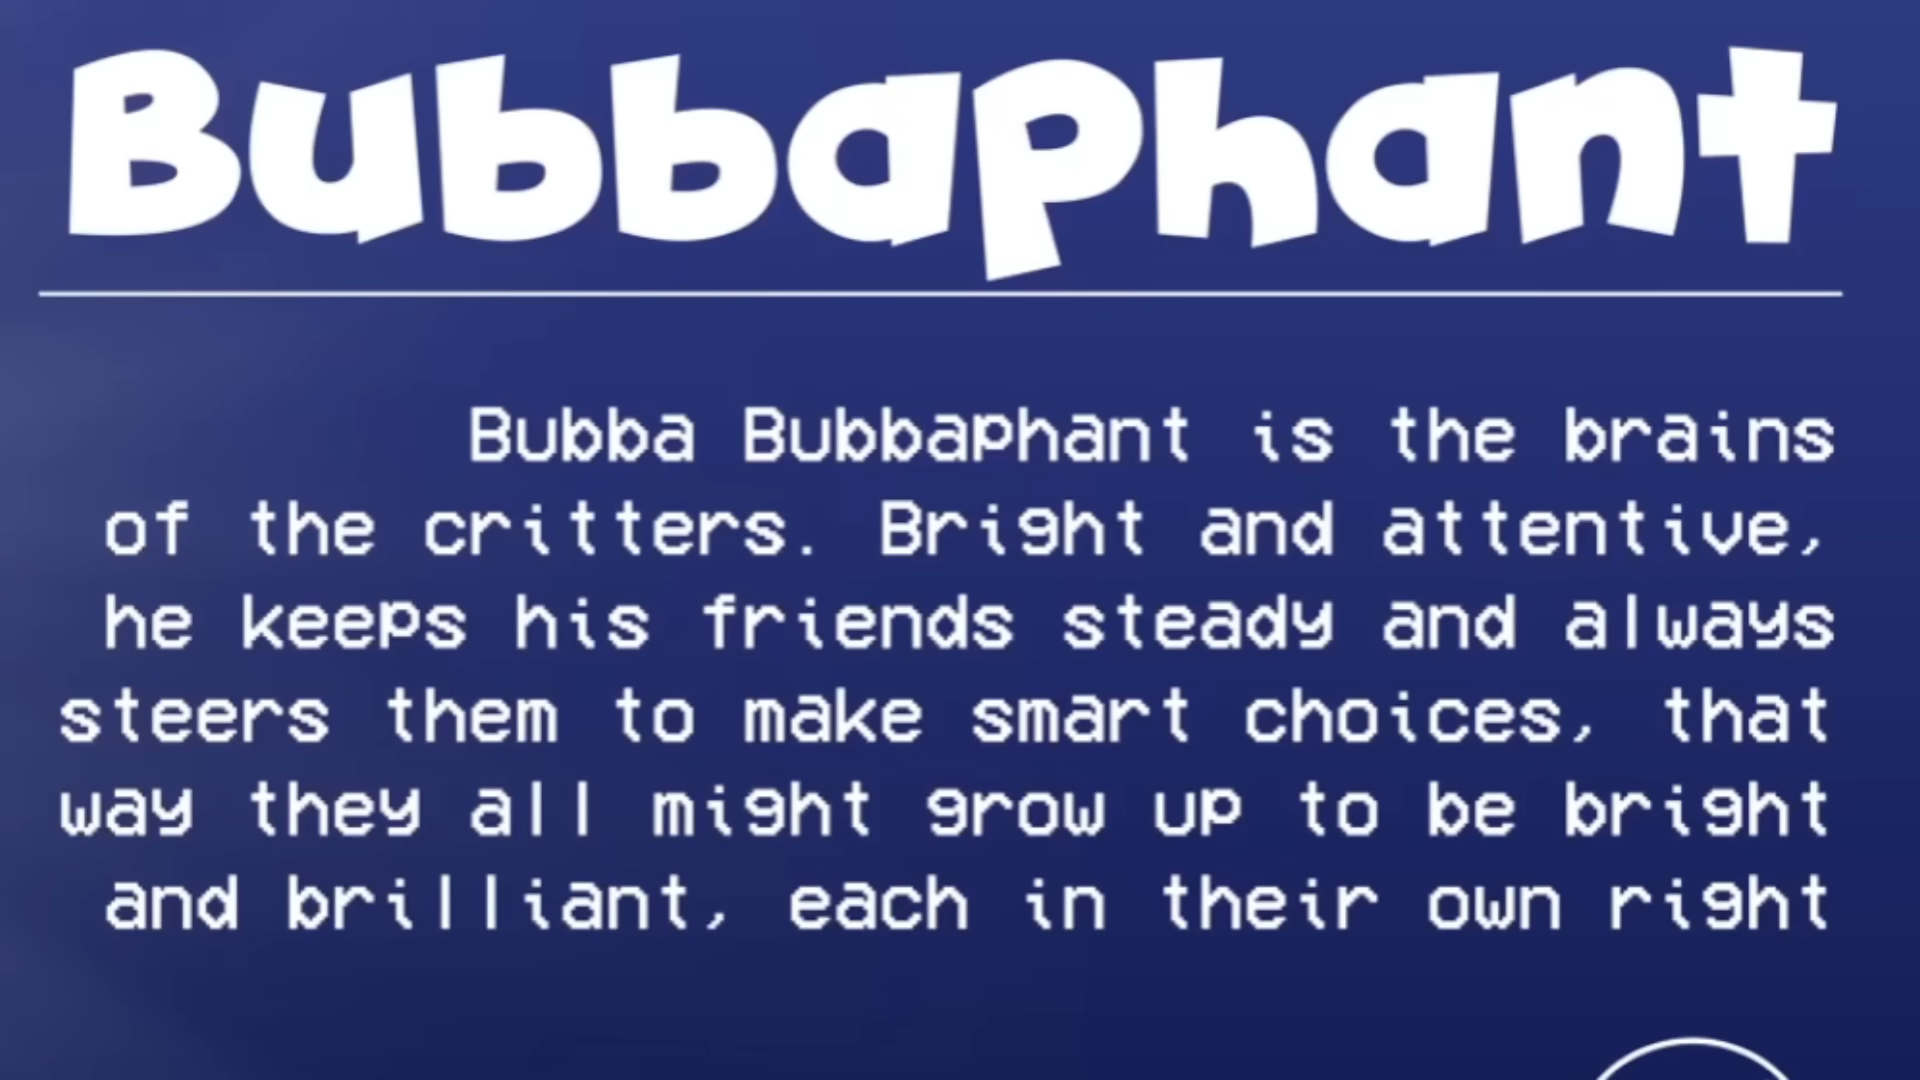 Bubbaphant
Bubba Bubbaphant is the brains
of the critters. Bright and attentive,
he keeps his friends steady and always
steers them to make smart choices, that
way they all might grow up to be bright
and brilliant, each in their own right